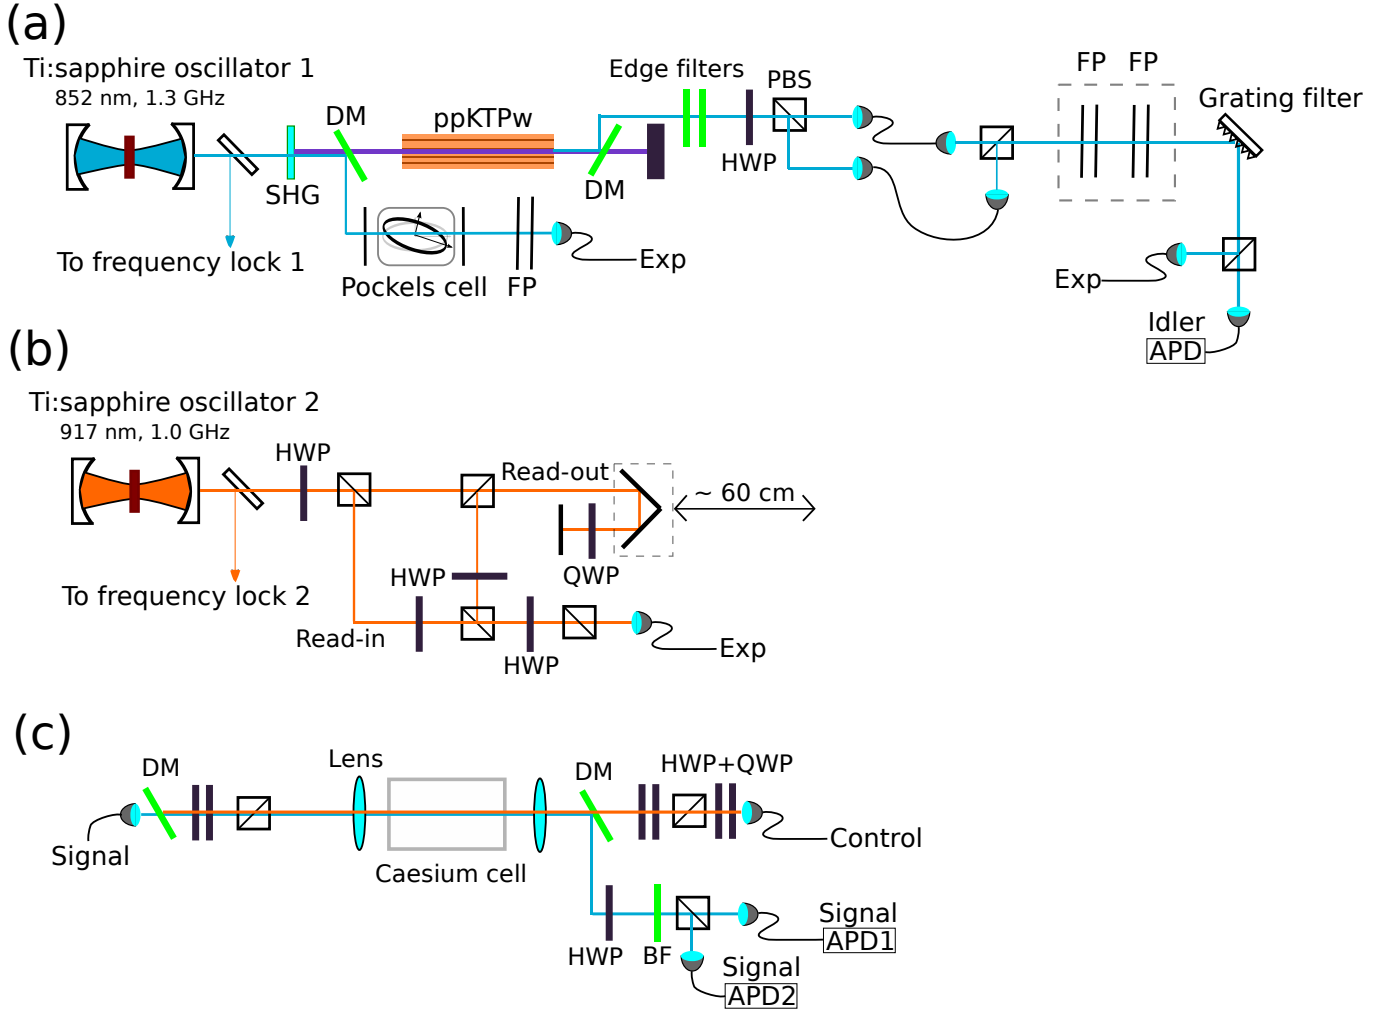 (a)
Ti:sapphire oscillator 1
852 nm, 1.3 GHz
DM
ppKTPw
Edge filters
PBS
FP FP
Grating filter
SHG
DM
HWP
To frequency lock 1
Pockels cell
FP
Exp
Exp
Idler
APD
(b)
Ti:sapphire oscillator 2
917 nm, 1.0 GHz
HWP
Read-out
~ 60 cm
QWP
HWP
To frequency lock 2
Read-in
HWP
Exp
(c)
DM
Lens
DM
HWP+QWP
Signal
Caesium cell
Control
HWP
BF
Signal
APD1
Signal
APD2